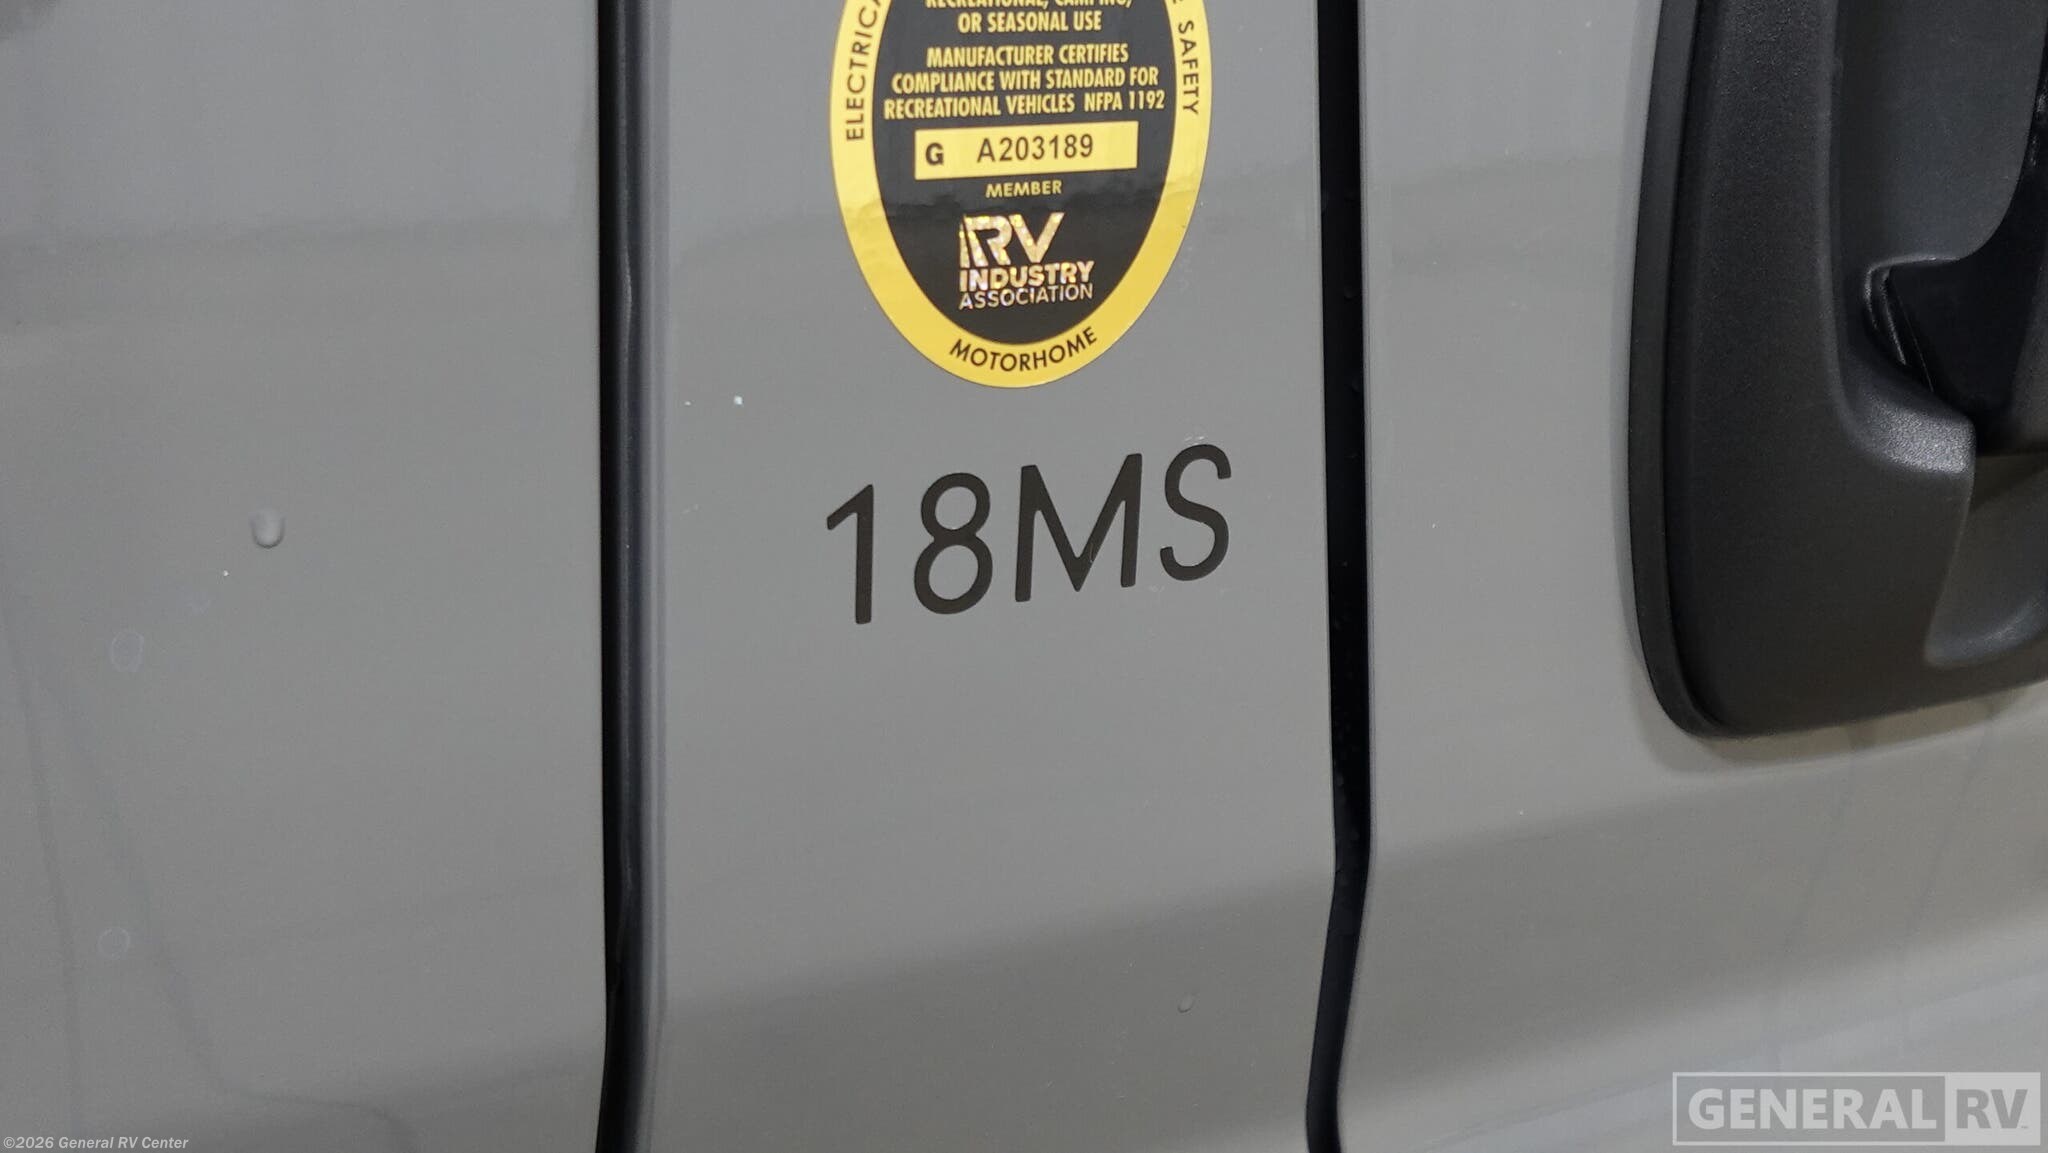 RECREATIONAL, CAMPING,
OR SEASONAL USE
MANUFACTURER CERTIFIES
COMPLIANCE WITH STANDARD FOR
RECREATIONAL VEHICLES NFPA 1192
G A203189
MEMBER
RV
INDUSTRY
ASSOCIATION
MOTORHOME
SAFETY
18MS
GENERAL RV
©2026 General RV Center